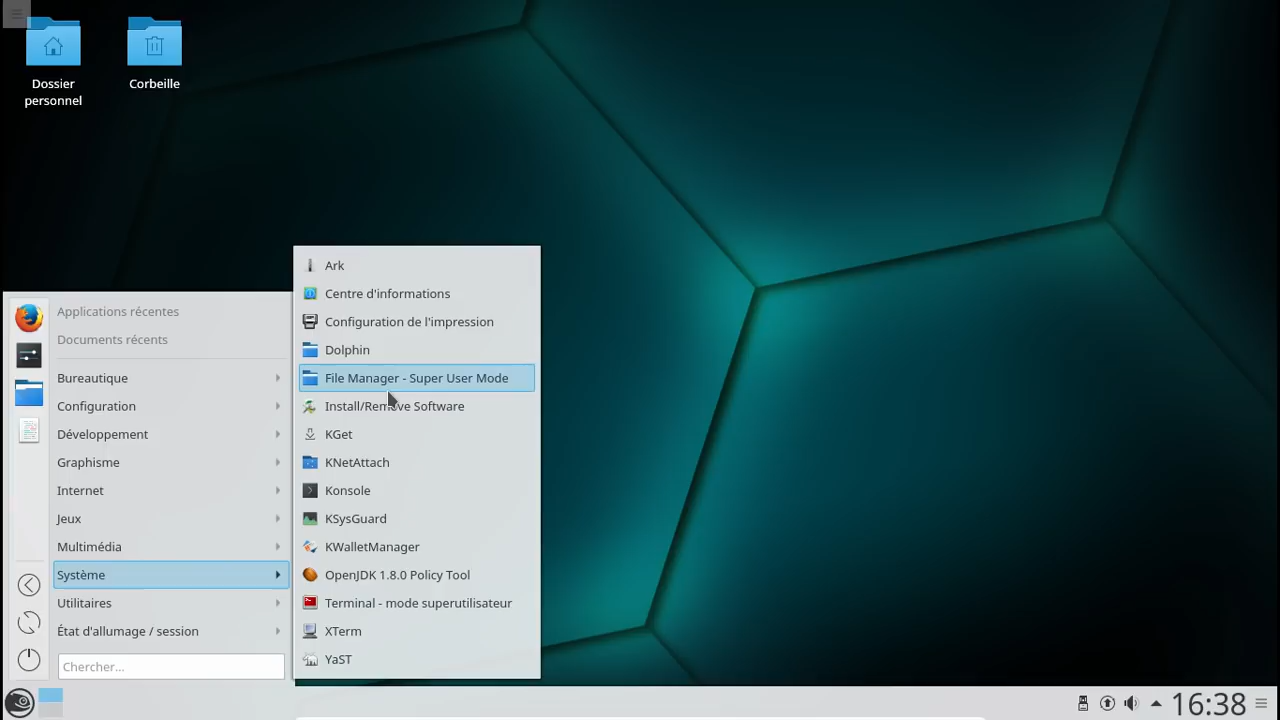 Dossier
personnel
Corbeille
Applications récentes
Documents récents
Bureautique
Configuration
Développement
Graphisme
Internet
Jeux
Multimédia
Système
Utilitaires
État d'allumage / session
Chercher...
Ark
Centre d'informations
Configuration de l'impression
Dolphin
File Manager - Super User Mode
Install/Remove Software
KGet
KNetAttach
Konsole
KSysGuard
KWalletManager
OpenJDK 1.8.0 Policy Tool
Terminal - mode superutilisateur
XTerm
YaST
16:38